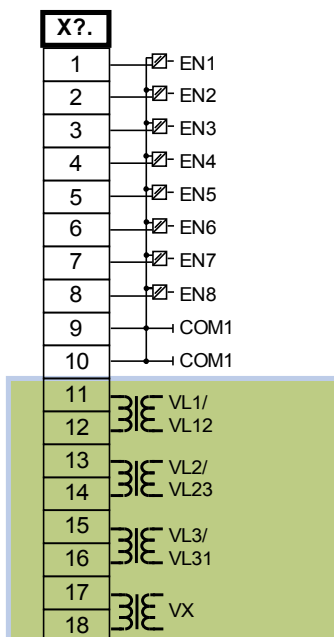 X?.
1 EN1
2 EN2
3 EN3
4 EN4
5 EN5
6 EN6
7 EN7
8 EN8
9 COM1
10 COM1
11 VL1/
12 VL12
13 VL2/
14 VL23
15 VL3/
16 VL31
17
VX
18